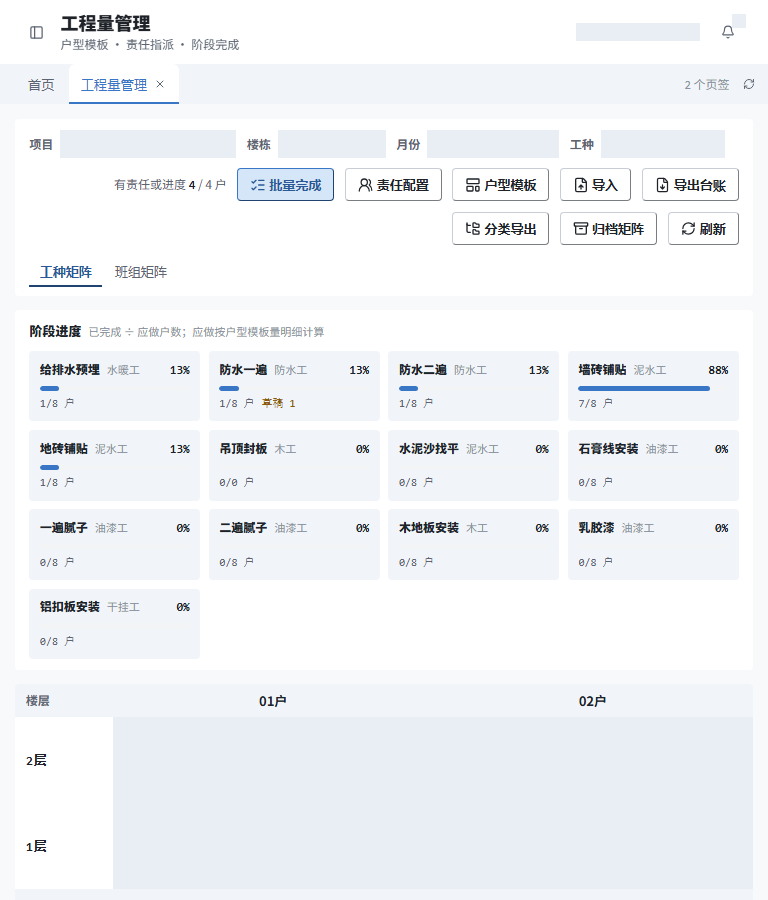 工程量管理
户型模板 • 责任指派 • 阶段完成
首页
工程量管理 ×
2 个页签
项目
楼栋
月份
工种
有责任或进度 4 / 4 户
批量完成
责任配置
户型模板
导入
导出台账
分类导出
归档矩阵
刷新
工种矩阵
班组矩阵
阶段进度 已完成 ÷ 应做户数；应做按户型模板量明细计算
给排水预埋 水暖工 13%
1/8 户
防水一遍 防水工 13%
1/8 户 草稿 1
防水二遍 防水工 13%
1/8 户
墙砖铺贴 泥水工 88%
7/8 户
地砖铺贴 泥水工 13%
1/8 户
吊顶封板 木工 0%
0/0 户
水泥沙找平 泥水工 0%
0/8 户
石膏线安装 油漆工 0%
0/8 户
一遍腻子 油漆工 0%
0/8 户
二遍腻子 油漆工 0%
0/8 户
木地板安装 木工 0%
0/8 户
乳胶漆 油漆工 0%
0/8 户
铝扣板安装 干挂工 0%
0/8 户
楼层 01户 02户
2层
1层